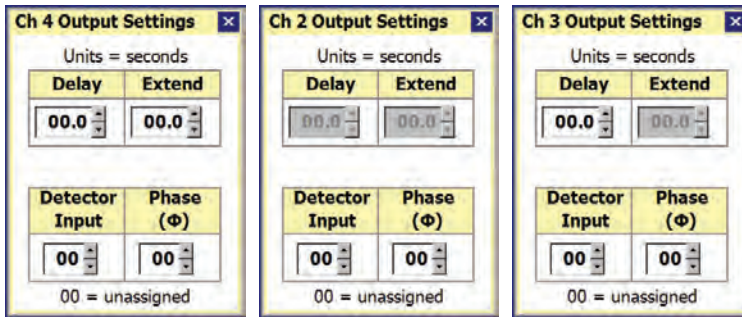 Ch 4 Output Settings
Units = seconds
Delay Extend
00.0 00.0
Detector Input Phase (Φ)
00 00
00 = unassigned
Ch 2 Output Settings
Units = seconds
Delay Extend
00.0 00.0
Detector Input Phase (Φ)
00 00
00 = unassigned
Ch 3 Output Settings
Units = seconds
Delay Extend
00.0 00.0
Detector Input Phase (Φ)
00 00
00 = unassigned